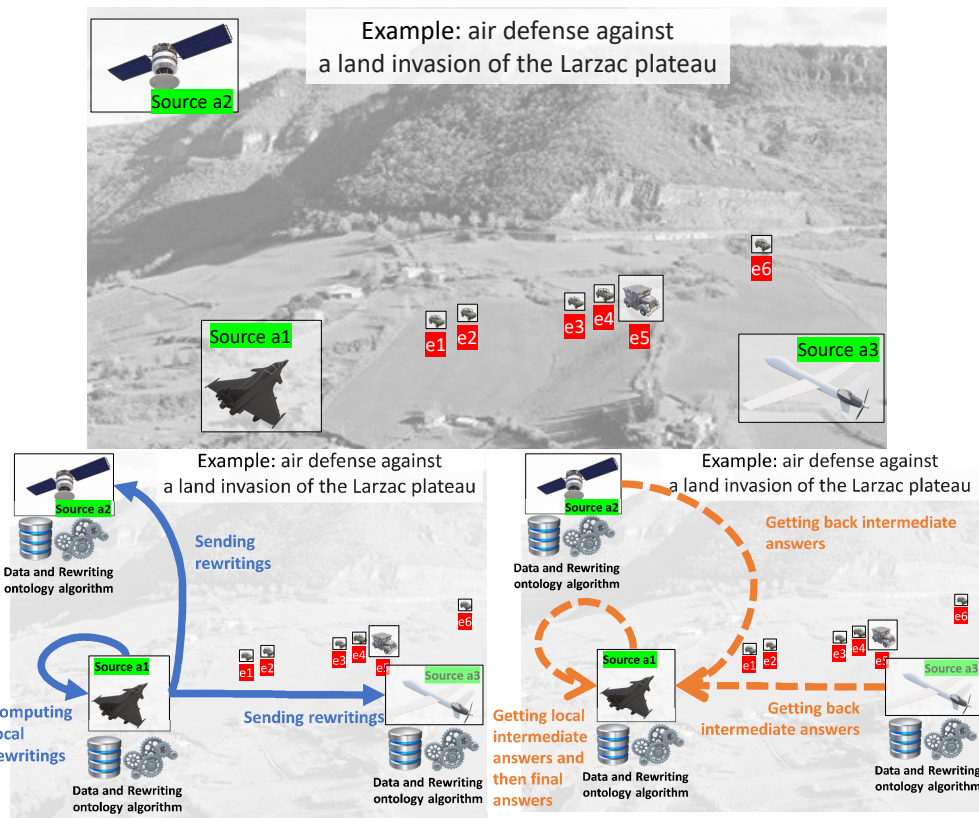 Example: air defense against
a land invasion of the Larzac plateau
Source a2
e6
e1
e2
e3
e4
e5
Source a1
Source a3
Example: air defense against
a land invasion of the Larzac plateau
Source a2
Data and Rewriting
ontology algorithm
Sending
rewritings
e6
e1
e2
e3
e4
e5
Source a1
Source a3
omputing
ocal
ewritings
Sending rewritings
Data and Rewriting
ontology algorithm
Data and Rewriting
ontology algorithm
Example: air defense against
a land invasion of the Larzac plateau
Source a2
Data and Rewriting
ontology algorithm
Getting back intermediate
answers
e6
e1
e2
e3
e4
e5
Source a1
Source a3
Getting local
intermediate
answers and
then final
answers
Getting back
intermediate answers
Data and Rewriting
ontology algorithm
Data and Rewriting
ontology algorithm